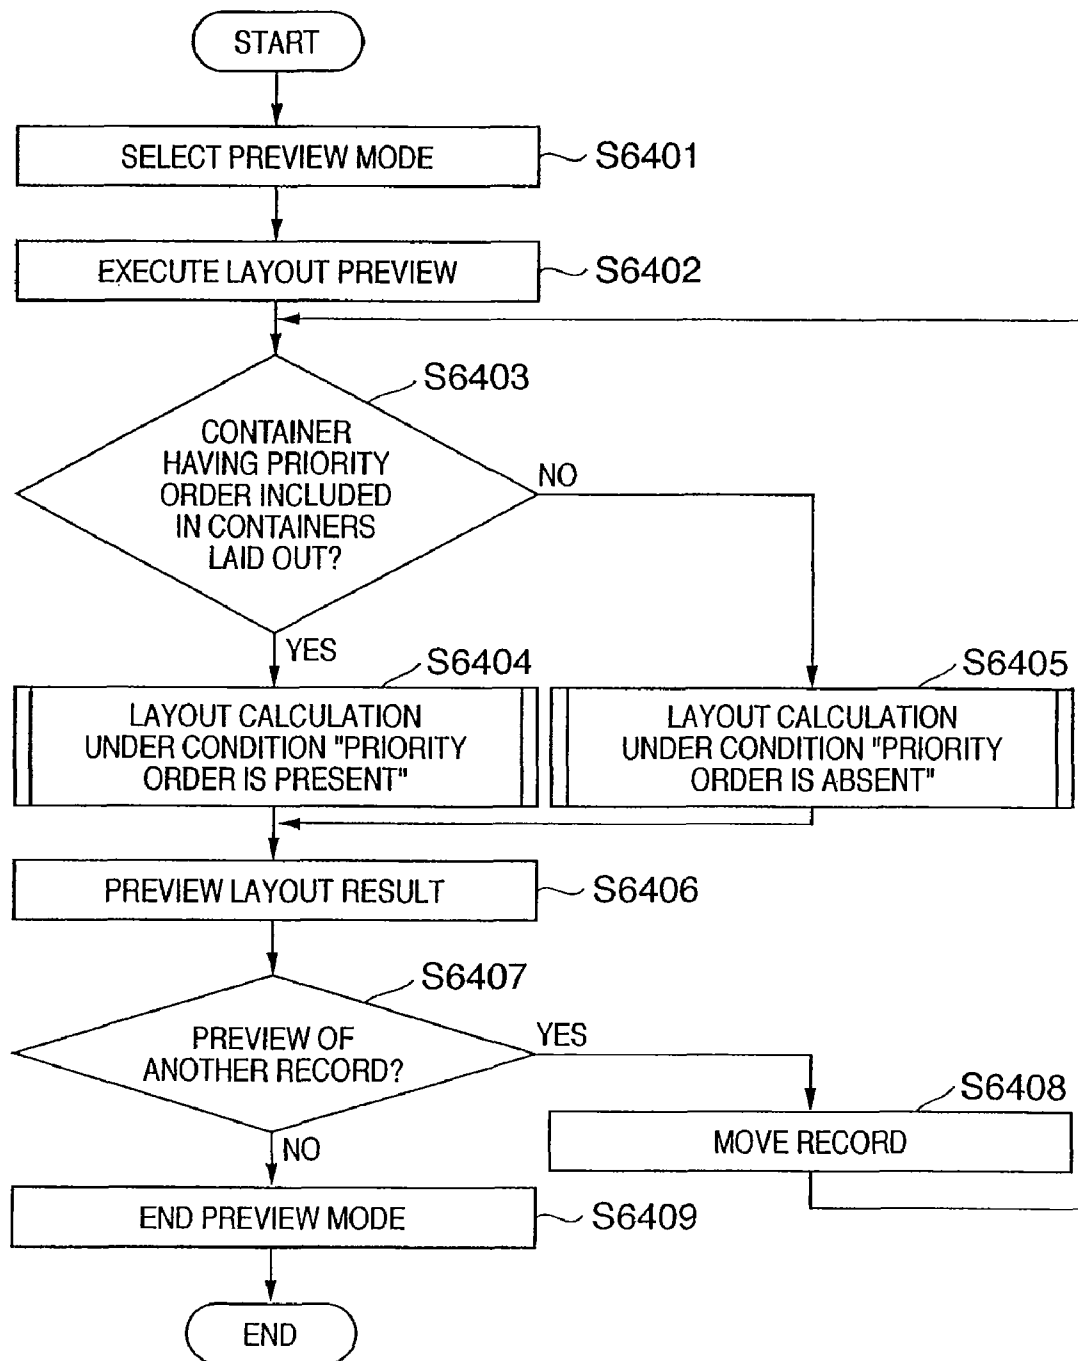 START
SELECT PREVIEW MODE
S6401
EXECUTE LAYOUT PREVIEW
S6402
S6403
CONTAINER
HAVING PRIORITY
ORDER INCLUDED
IN CONTAINERS
LAID OUT?
NO
YES
S6404
LAYOUT CALCULATION
UNDER CONDITION "PRIORITY
ORDER IS PRESENT"
S6405
LAYOUT CALCULATION
UNDER CONDITION "PRIORITY
ORDER IS ABSENT"
PREVIEW LAYOUT RESULT
S6406
S6407
PREVIEW OF
ANOTHER RECORD?
YES
S6408
MOVE RECORD
NO
END PREVIEW MODE
S6409
END